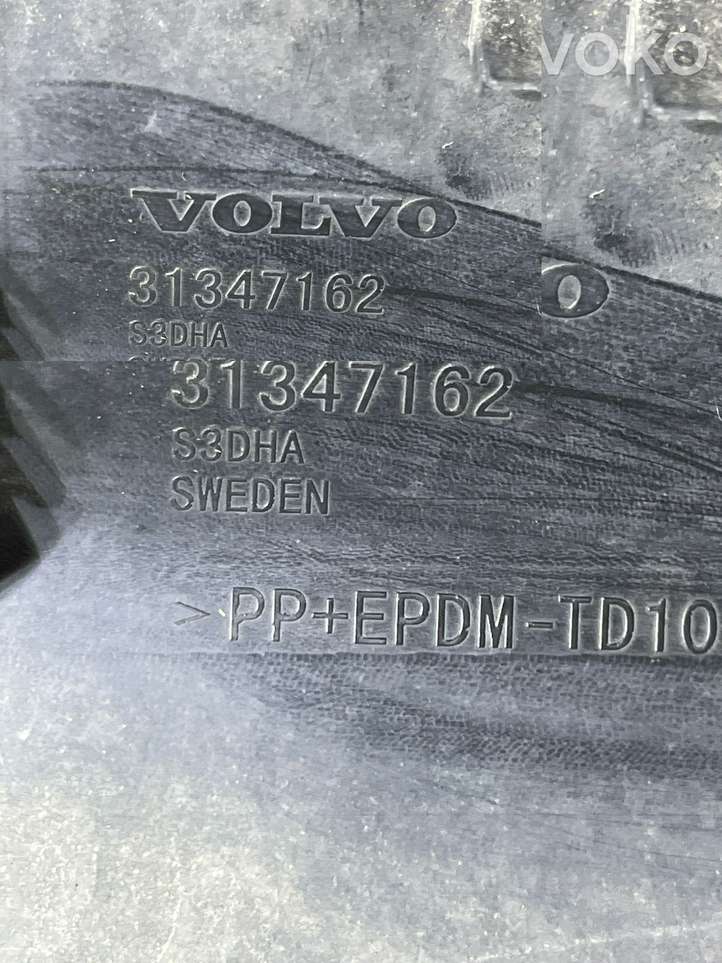 voko
VOLVO
31347162
O
S3DHA
31347162
S3DHA
SWEDEN
>PP+EPDM-TD10